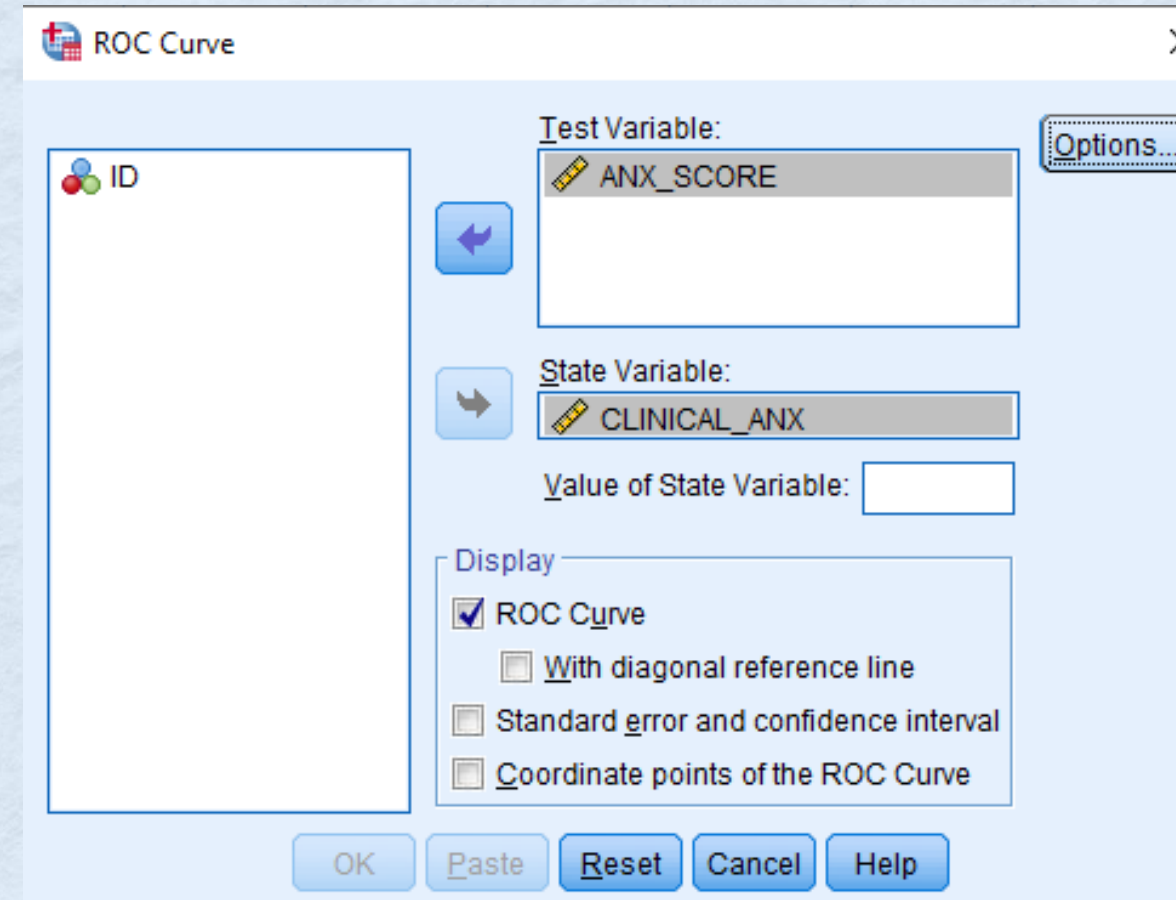 ROC Curve
Test Variable:
Options...
ID
ANX_SCORE
State Variable:
CLINICAL_ANX
Value of State Variable:
Display
ROC Curve
With diagonal reference line
Standard error and confidence interval
Coordinate points of the ROC Curve
OK Paste Reset Cancel Help